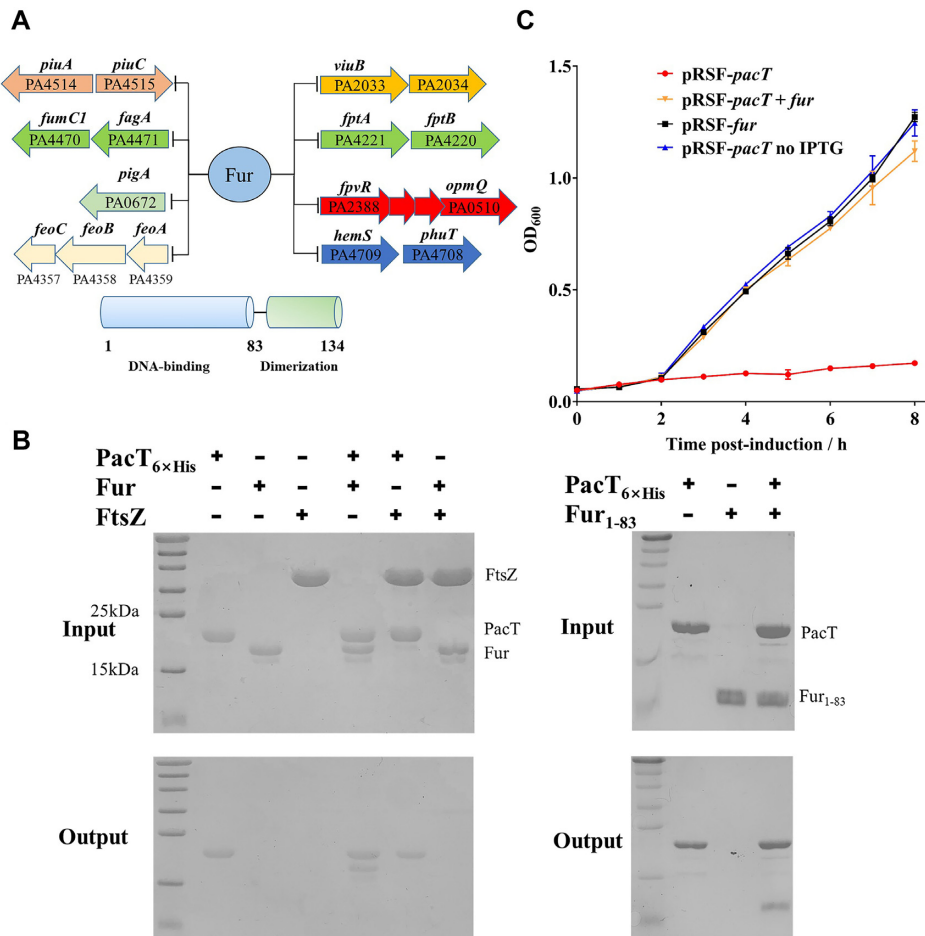 A
piuA piuC
PA4514 PA4515
fumC1 fagA
PA4470 PA4471
pigA
PA0672
feoC feoB feoA
PA4357 PA4358 PA4359
Fur
viuB
PA2033 PA2034
fptA fptB
PA4221 PA4220
fpvR opmQ
PA2388 PA0510
hemS phuT
PA4709 PA4708
1 83 134
DNA-binding Dimerization
C
pRSF-pacT
pRSF-pacT + fur
pRSF-fur
pRSF-pacT no IPTG
OD600
1.5
1.0
0.5
0.0
0 2 4 6 8
Time post-induction / h
B
PacT6×His + - - + + -
Fur - + - + - +
FtsZ - - + - + +
FtsZ
25kDa
Input
PacT
Fur
15kDa
Output
PacT6×His + - +
Fur1-83 - + +
Input
PacT
Fur1-83
Output